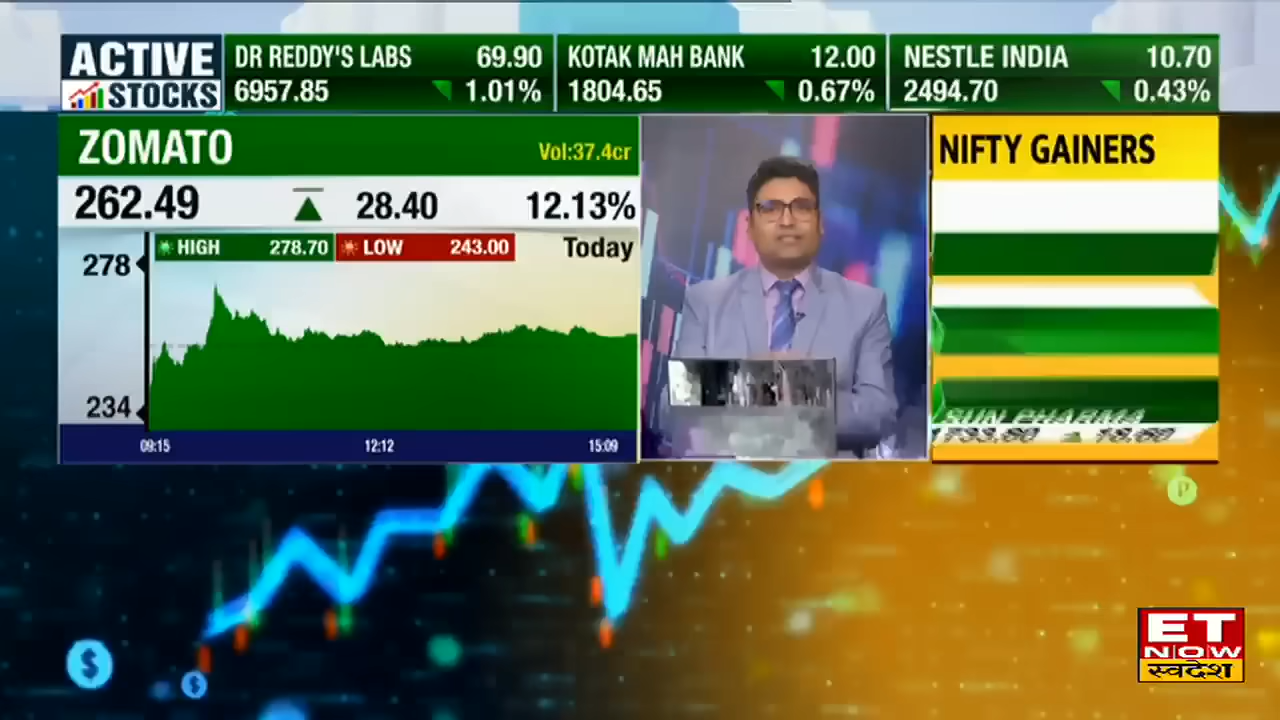 ACTIVE
STOCKS
DR REDDY'S LABS 69.90
6957.85 1.01%
KOTAK MAH BANK 12.00
1804.65 0.67%
NESTLE INDIA 10.70
2494.70 0.43%
ZOMATO
Vol:37.4cr
262.49 28.40 12.13%
HIGH 278.70 LOW 243.00 Today
278
234
09:15 12:12 15:09
NIFTY GAINERS
SUN PHARMA
ET
NOW
स्वदेश